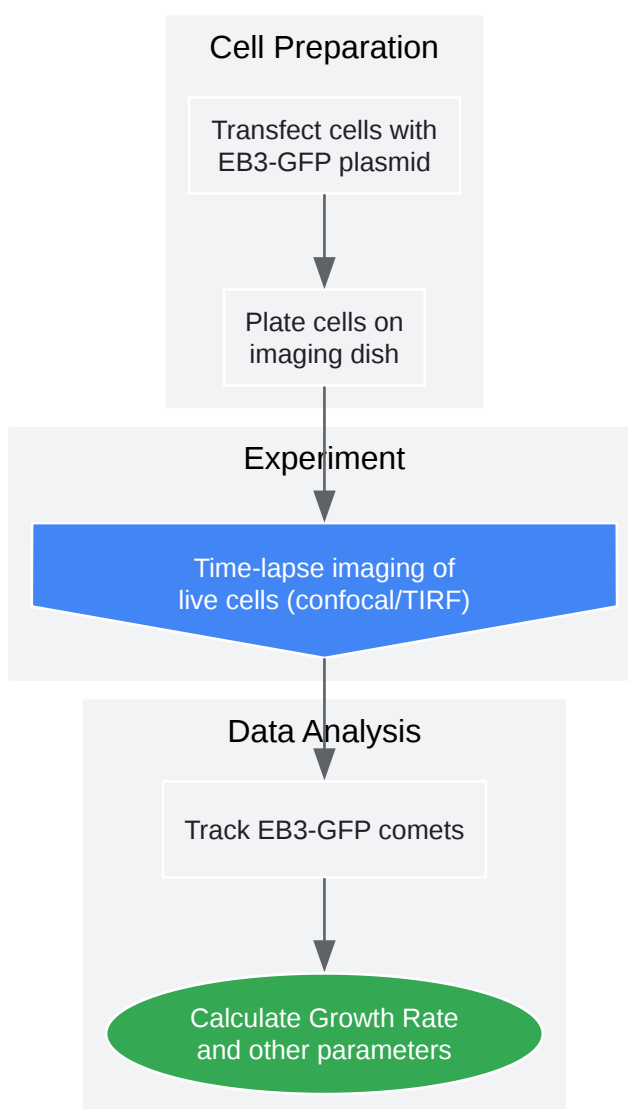 Cell Preparation
Transfect cells with
EB3-GFP plasmid
Plate cells on
imaging dish
Experiment
Time-lapse imaging of
live cells (confocal/TIRF)
Data Analysis
Track EB3-GFP comets
Calculate Growth Rate
and other parameters